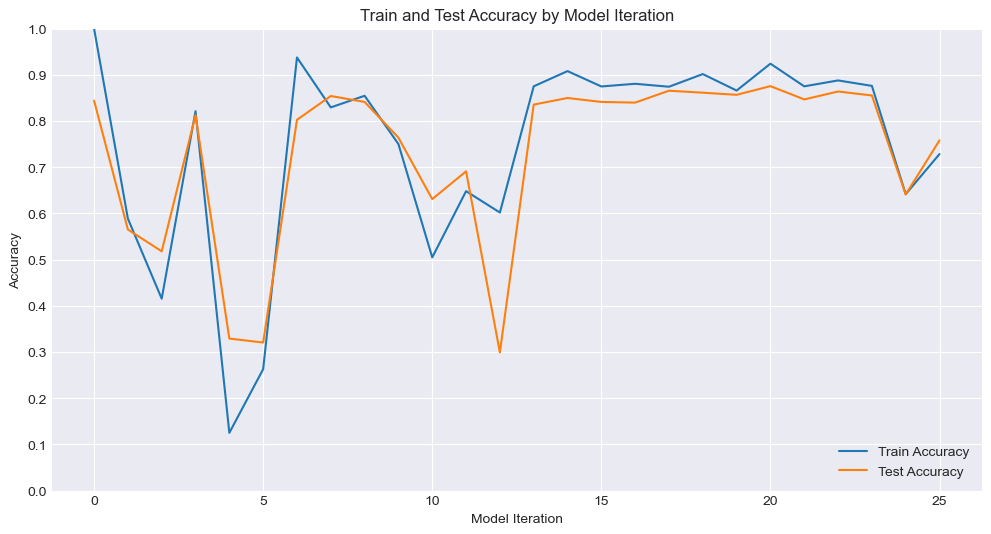 Train and Test Accuracy by Model Iteration
1.0
0.9
0.8
0.7
0.6
0.5
0.4
0.3
0.2
0.1
0.0
Accuracy
0 5 10 15 20 25
Model Iteration
Train Accuracy
Test Accuracy